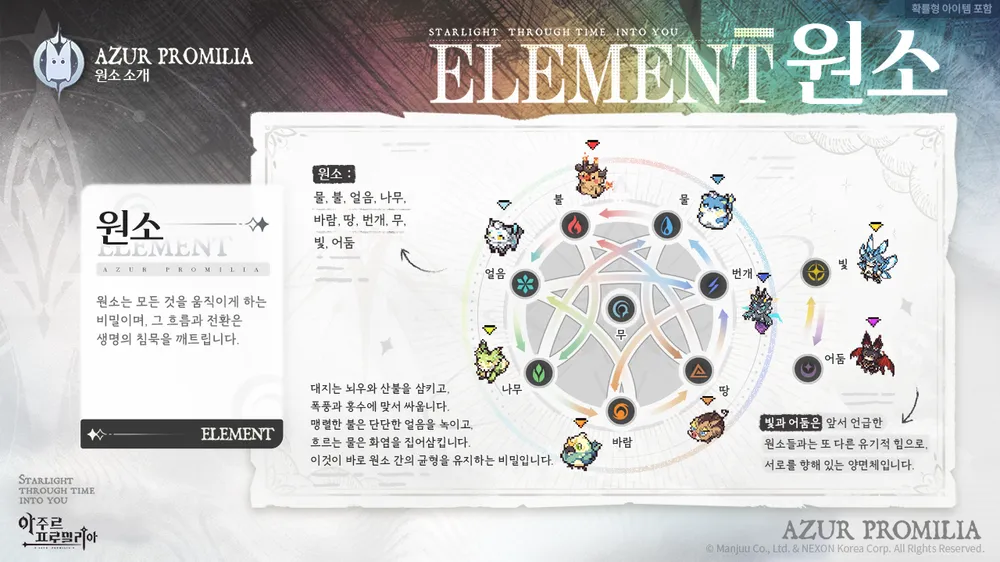 확률형 아이템 포함
AZUR PROMILIA
원소 소개
STARLIGHT THROUGH TIME INTO YOU
ELEMENT 원소
원소
ELEMENT
AZUR PROMILIA
원소는 모든 것을 움직이게 하는
비밀이며, 그 흐름과 전환은
생명의 침묵을 깨트립니다.
ELEMENT
원소 :
물, 불, 얼음, 나무,
바람, 땅, 번개, 무,
빛, 어둠
불
물
얼음
번개
무
나무
땅
바람
빛
어둠
대지는 뇌우와 산불을 삼키고,
폭풍과 홍수에 맞서 싸웁니다.
맹렬한 불은 단단한 얼음을 녹이고,
흐르는 물은 화염을 집어삼킵니다.
이것이 바로 원소 간의 균형을 유지하는 비밀입니다.
빛과 어둠은 앞서 언급한
원소들과는 또 다른 유기적 힘으로,
서로를 향해 있는 양면체입니다.
STARLIGHT
THROUGH TIME
INTO YOU
아주르
프로밀리아
AZUR PROMILIA
© Manjuu Co., Ltd. & NEXON Korea Corp. All Rights Reserved.